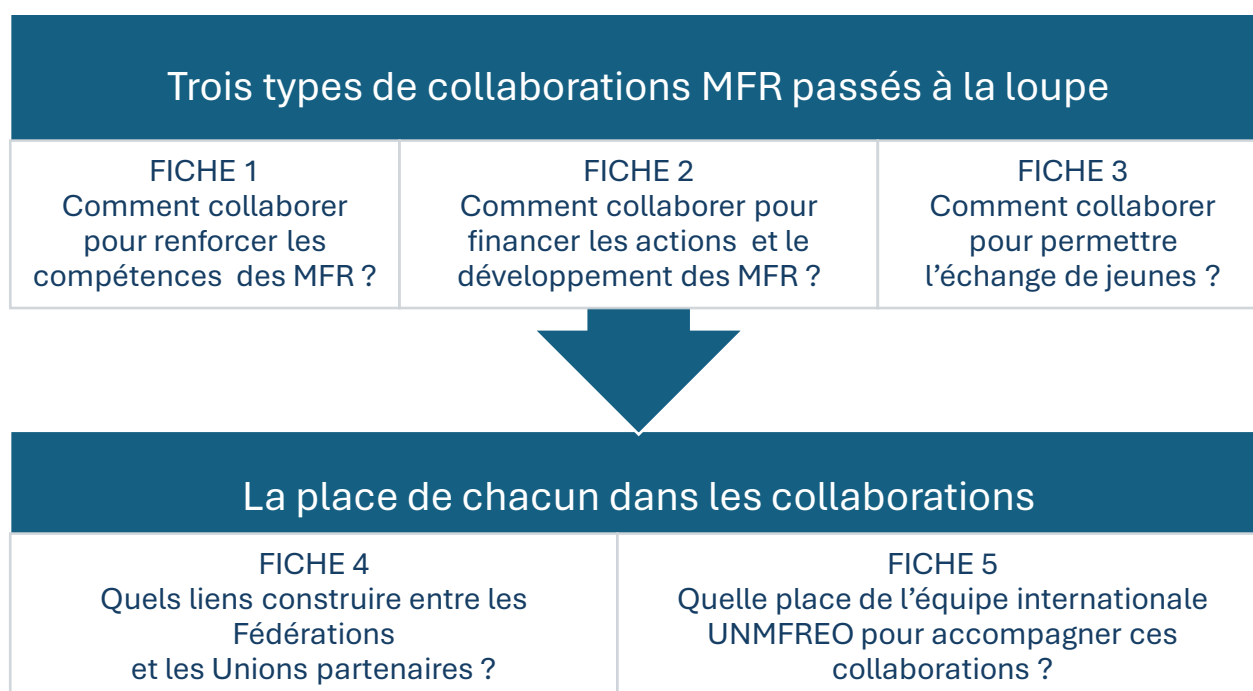 Trois types de collaborations MFR passés à la loupe
FICHE 1
Comment collaborer
pour renforcer les
compétences des MFR ?
FICHE 2
Comment collaborer pour
financer les actions et le
développement des MFR ?
FICHE 3
Comment collaborer
pour permettre
l’échange de jeunes ?
La place de chacun dans les collaborations
FICHE 4
Quels liens construire entre les
Fédérations
et les Unions partenaires ?
FICHE 5
Quelle place de l’équipe internationale
UNMFREO pour accompagner ces
collaborations ?